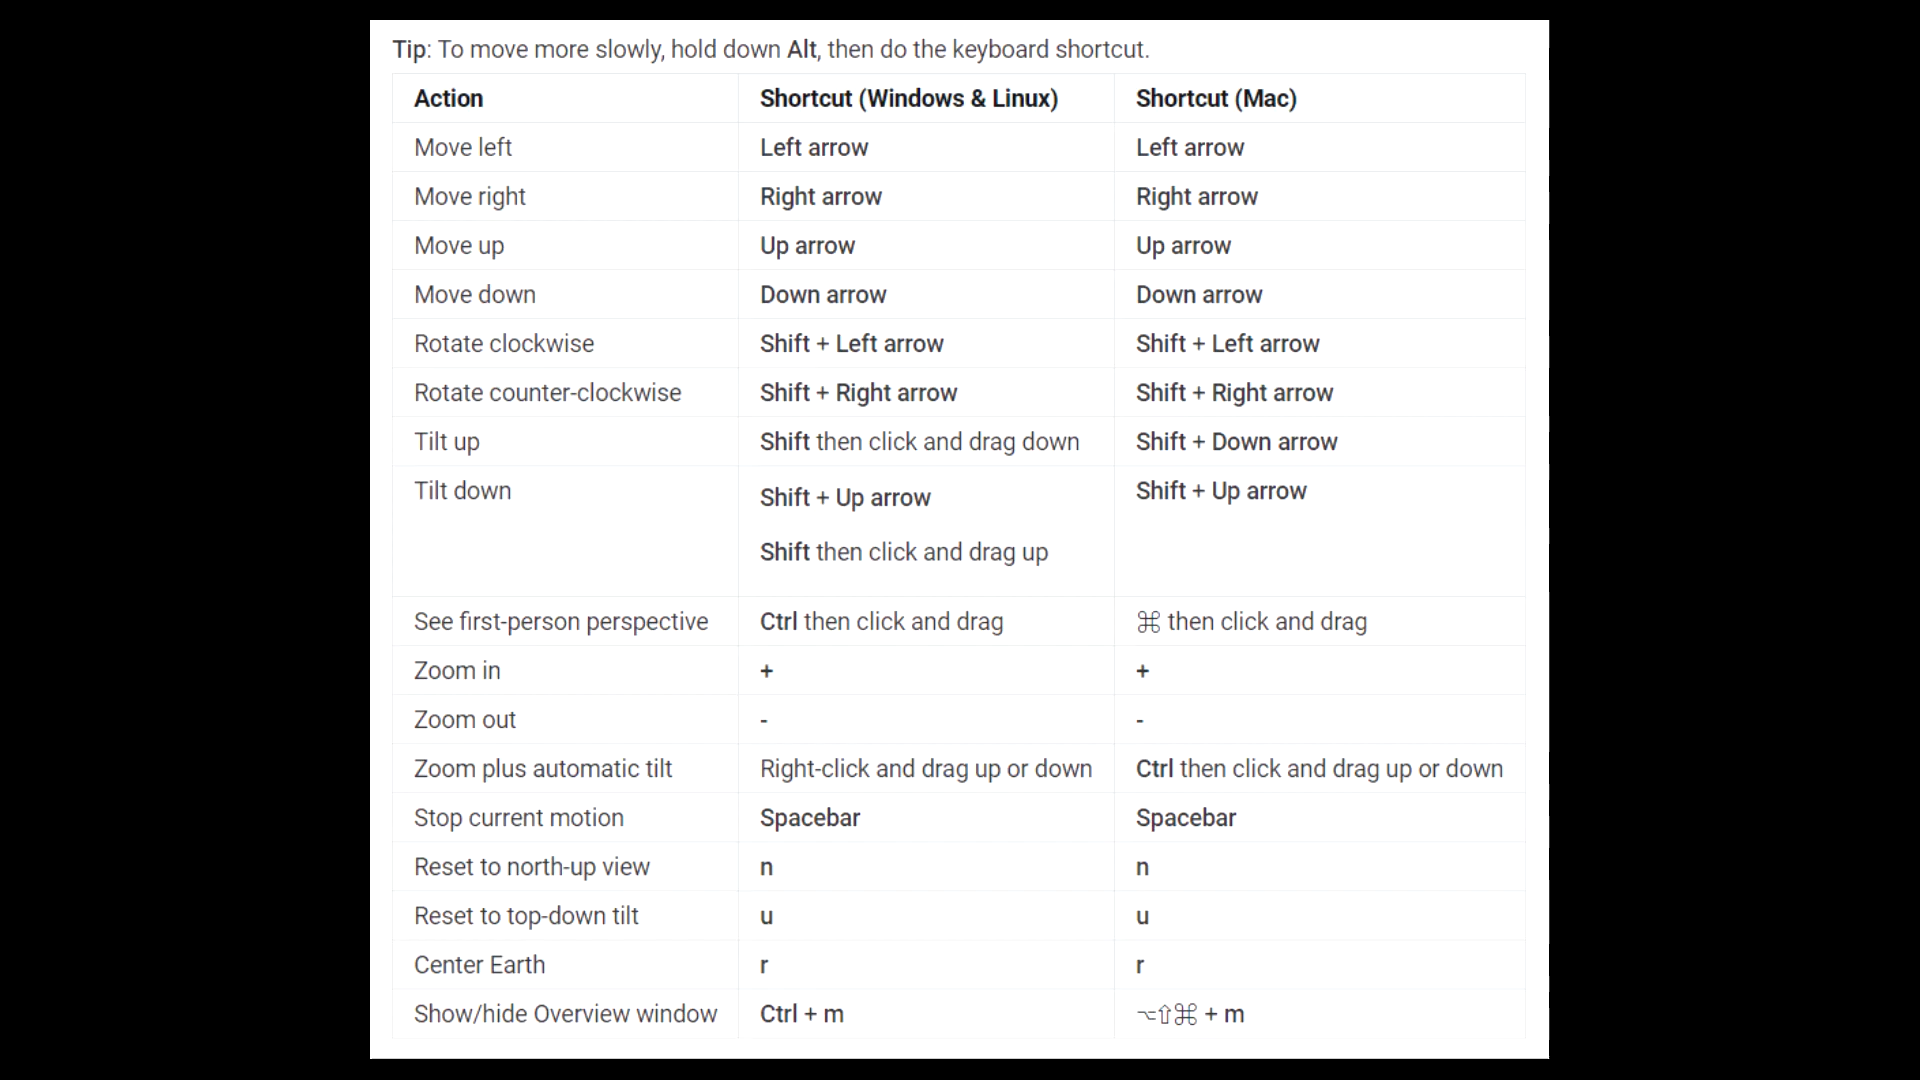 Tip: To move more slowly, hold down Alt, then do the keyboard shortcut.
Action Shortcut (Windows & Linux) Shortcut (Mac)
Move left Left arrow Left arrow
Move right Right arrow Right arrow
Move up Up arrow Up arrow
Move down Down arrow Down arrow
Rotate clockwise Shift + Left arrow Shift + Left arrow
Rotate counter-clockwise Shift + Right arrow Shift + Right arrow
Tilt up Shift then click and drag down Shift + Down arrow
Tilt down Shift + Up arrow Shift + Up arrow
Shift then click and drag up
See first-person perspective Ctrl then click and drag ⌘ then click and drag
Zoom in + +
Zoom out - -
Zoom plus automatic tilt Right-click and drag up or down Ctrl then click and drag up or down
Stop current motion Spacebar Spacebar
Reset to north-up view n n
Reset to top-down tilt u u
Center Earth r r
Show/hide Overview window Ctrl + m ⌥⇧⌘ + m